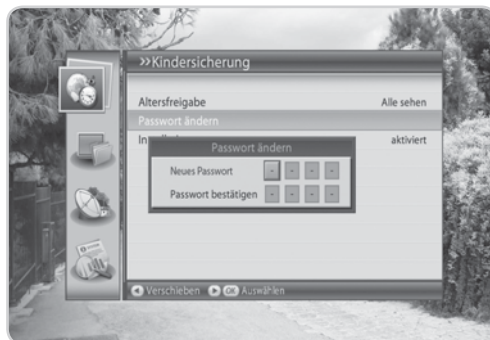 >>Kindersicherung
Altersfreigabe Alle sehen
Passwort ändern
aktiviert
Passwort ändern
Neues Passwort - - - -
Passwort bestätigen - - - -
Verschieben OK Auswählen